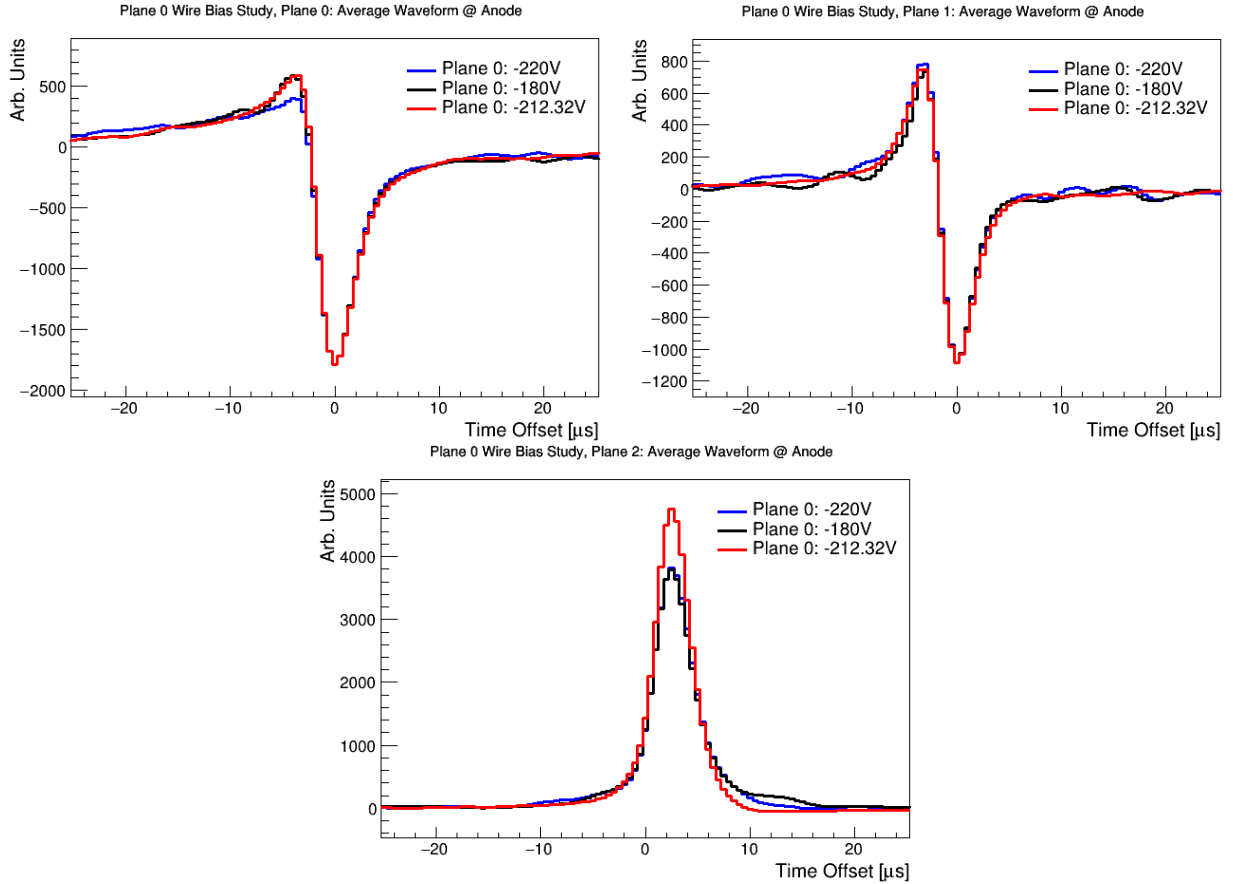 Plane 0 Wire Bias Study, Plane 0: Average Waveform @ Anode
Arb. Units
Plane 0: -220V
Plane 0: -180V
Plane 0: -212.32V
500
0
−500
−1000
−1500
−2000
−20
−10
0
10
20
Time Offset [μs]
Plane 0 Wire Bias Study, Plane 1: Average Waveform @ Anode
Arb. Units
Plane 0: -220V
Plane 0: -180V
Plane 0: -212.32V
800
600
400
200
0
−200
−400
−600
−800
−1000
−1200
−20
−10
0
10
20
Time Offset [μs]
Plane 0 Wire Bias Study, Plane 2: Average Waveform @ Anode
Arb. Units
Plane 0: -220V
Plane 0: -180V
Plane 0: -212.32V
5000
4000
3000
2000
1000
0
−20
−10
0
10
20
Time Offset [μs]